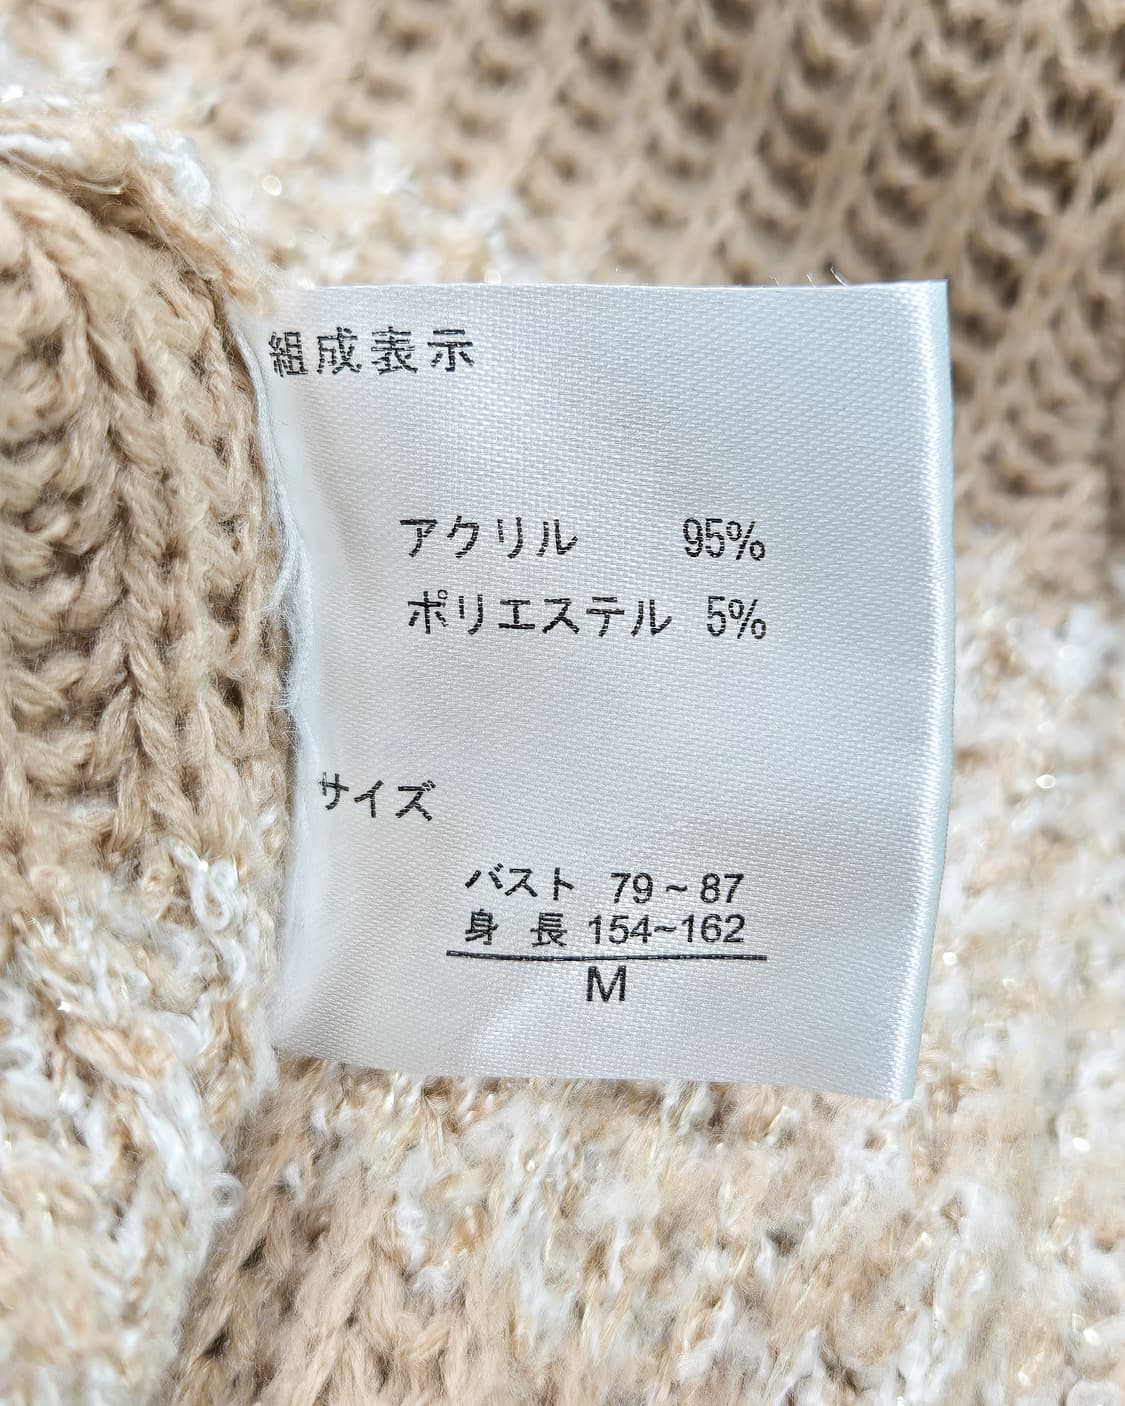 組成表示
アクリル 95%
ポリエステル 5%
サイズ
バスト 79~87
身長 154~162
M